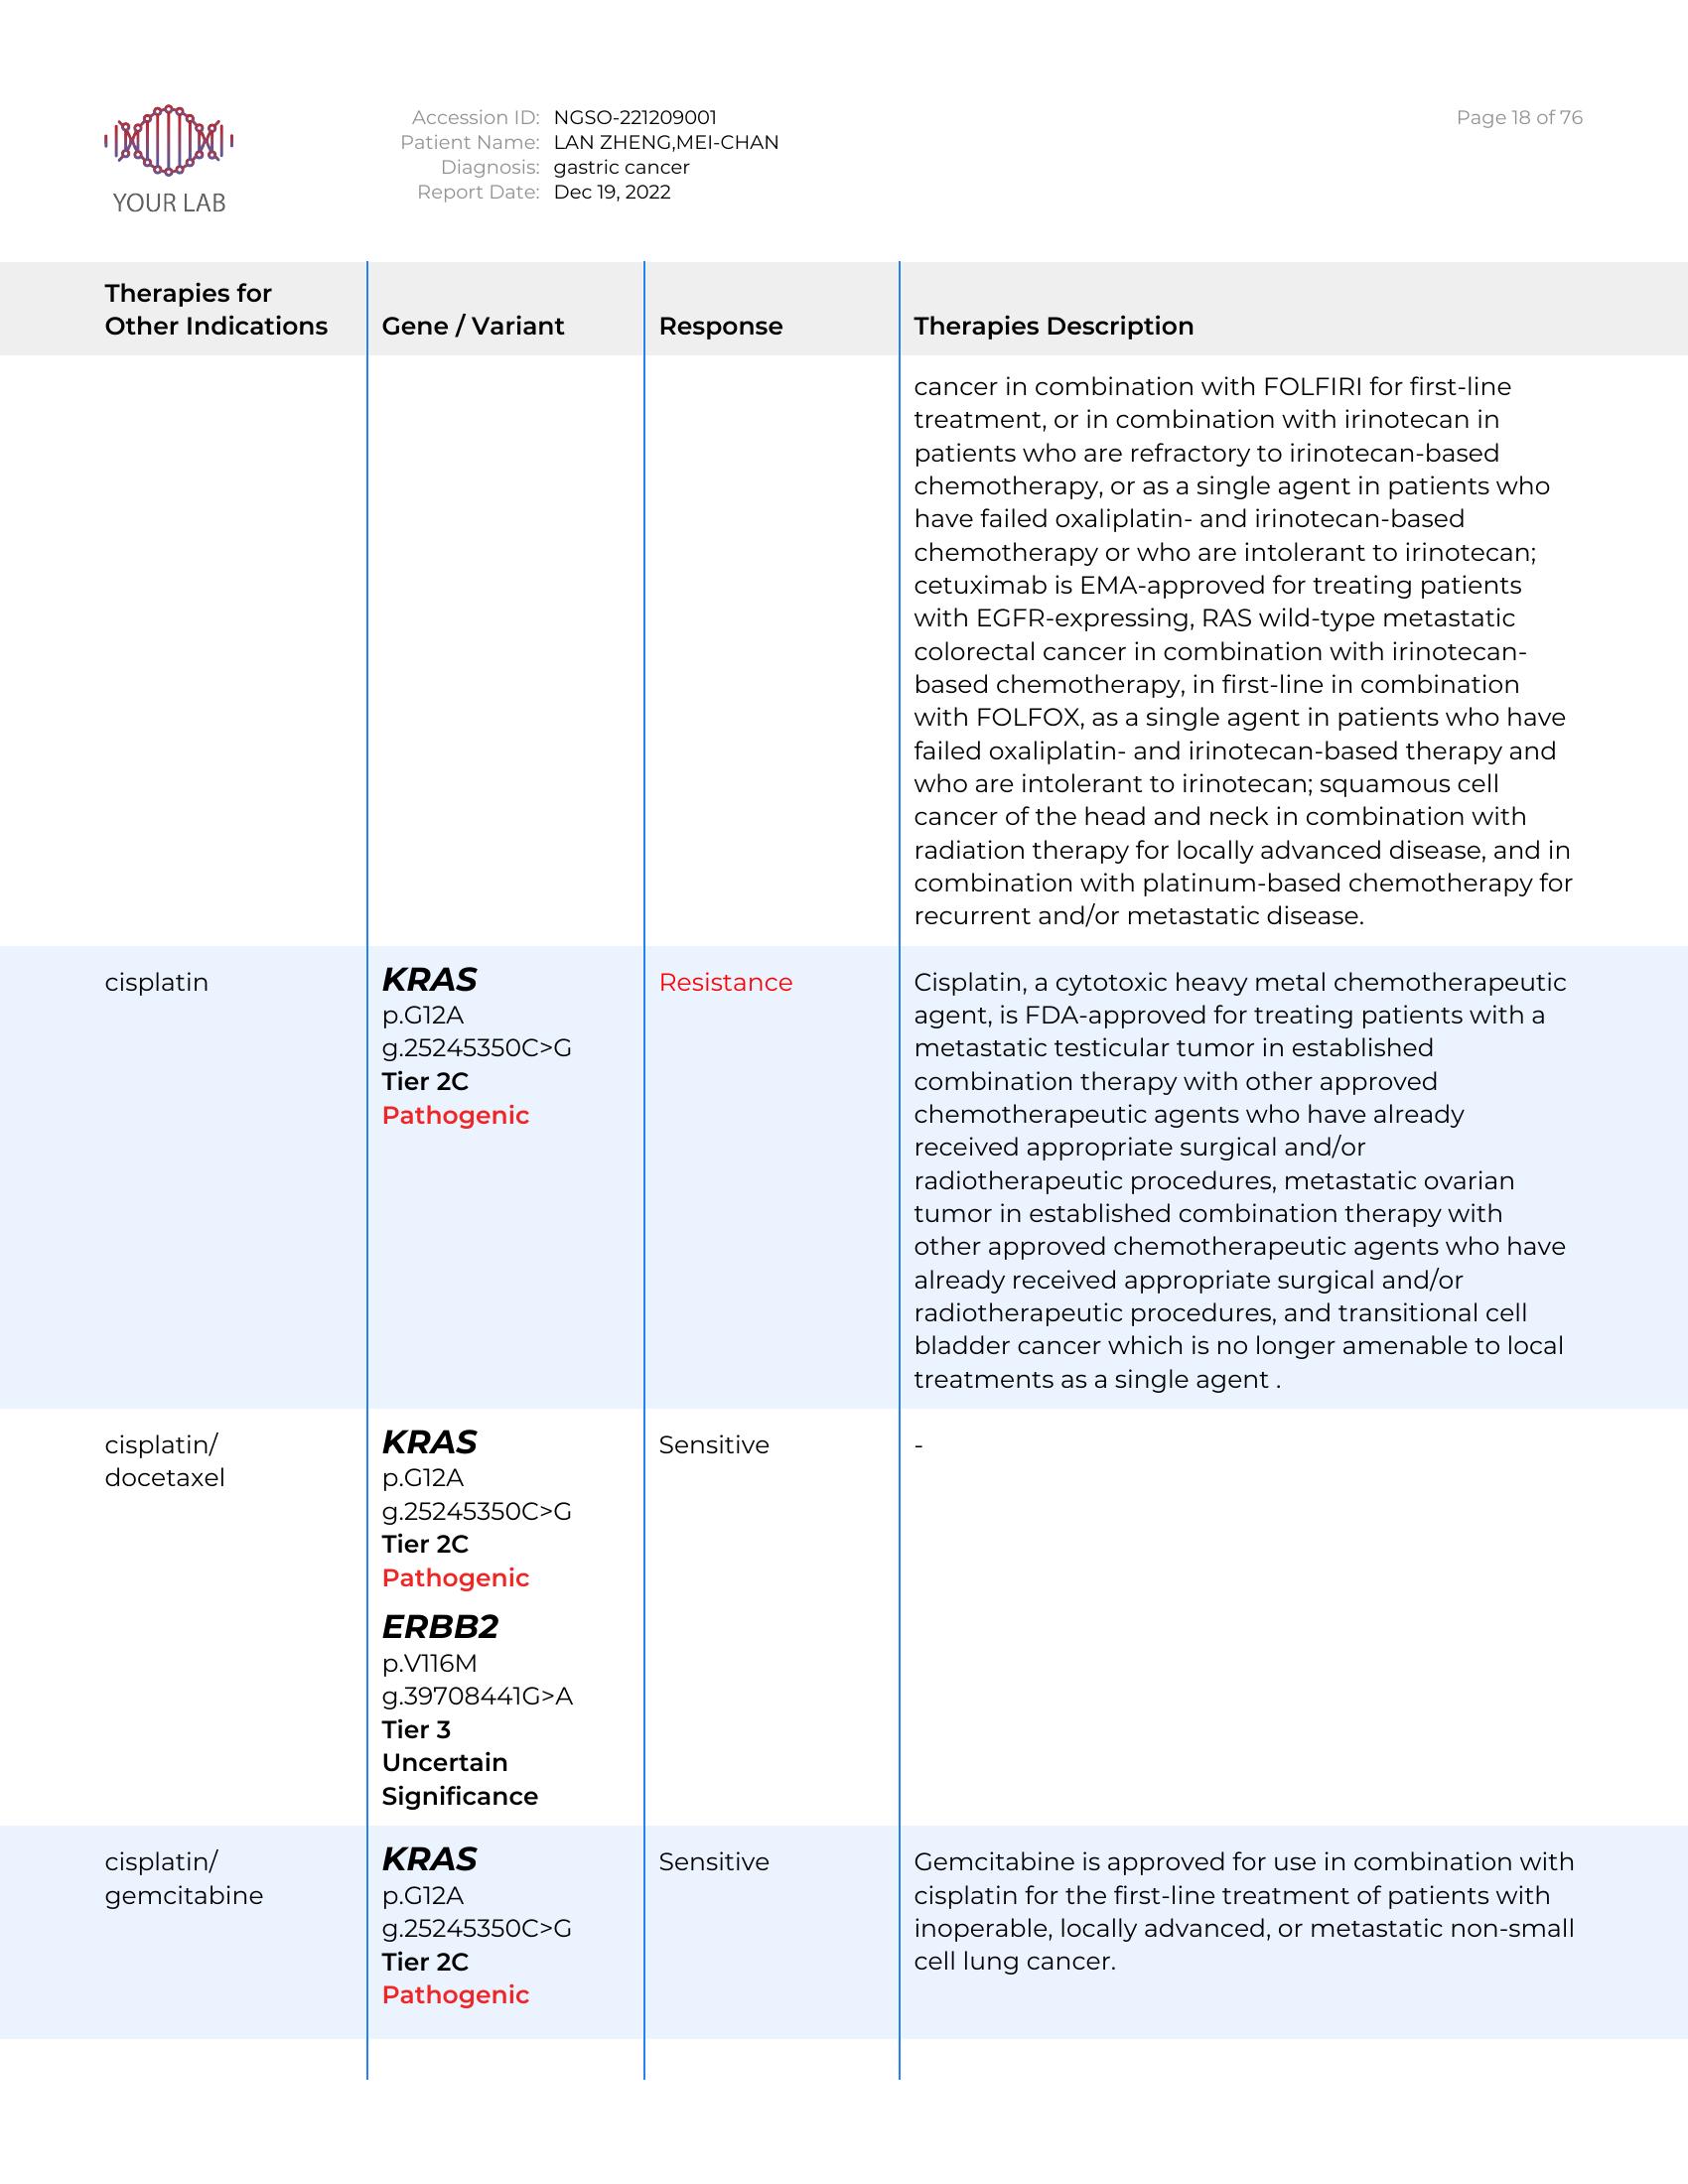 YOUR LAB
Accession ID: NGSO-221209001
Patient Name: LAN ZHENG,MEI-CHAN
Diagnosis: gastric cancer
Report Date: Dec 19, 2022
Page 18 of 76
Therapies for
Other Indications
Gene / Variant
Response
Therapies Description
cancer in combination with FOLFIRI for first-line
treatment, or in combination with irinotecan in
patients who are refractory to irinotecan-based
chemotherapy, or as a single agent in patients who
have failed oxaliplatin- and irinotecan-based
chemotherapy or who are intolerant to irinotecan;
cetuximab is EMA-approved for treating patients
with EGFR-expressing, RAS wild-type metastatic
colorectal cancer in combination with irinotecan-
based chemotherapy, in first-line in combination
with FOLFOX, as a single agent in patients who have
failed oxaliplatin- and irinotecan-based therapy and
who are intolerant to irinotecan; squamous cell
cancer of the head and neck in combination with
radiation therapy for locally advanced disease, and in
combination with platinum-based chemotherapy for
recurrent and/or metastatic disease.
cisplatin
KRAS
p.G12A
g.25245350C>G
Tier 2C
Pathogenic
Resistance
Cisplatin, a cytotoxic heavy metal chemotherapeutic
agent, is FDA-approved for treating patients with a
metastatic testicular tumor in established
combination therapy with other approved
chemotherapeutic agents who have already
received appropriate surgical and/or
radiotherapeutic procedures, metastatic ovarian
tumor in established combination therapy with
other approved chemotherapeutic agents who have
already received appropriate surgical and/or
radiotherapeutic procedures, and transitional cell
bladder cancer which is no longer amenable to local
treatments as a single agent .
cisplatin/
docetaxel
KRAS
p.G12A
g.25245350C>G
Tier 2C
Pathogenic
ERBB2
p.V116M
g.39708441G>A
Tier 3
Uncertain
Significance
Sensitive
-
cisplatin/
gemcitabine
KRAS
p.G12A
g.25245350C>G
Tier 2C
Pathogenic
Sensitive
Gemcitabine is approved for use in combination with
cisplatin for the first-line treatment of patients with
inoperable, locally advanced, or metastatic non-small
cell lung cancer.